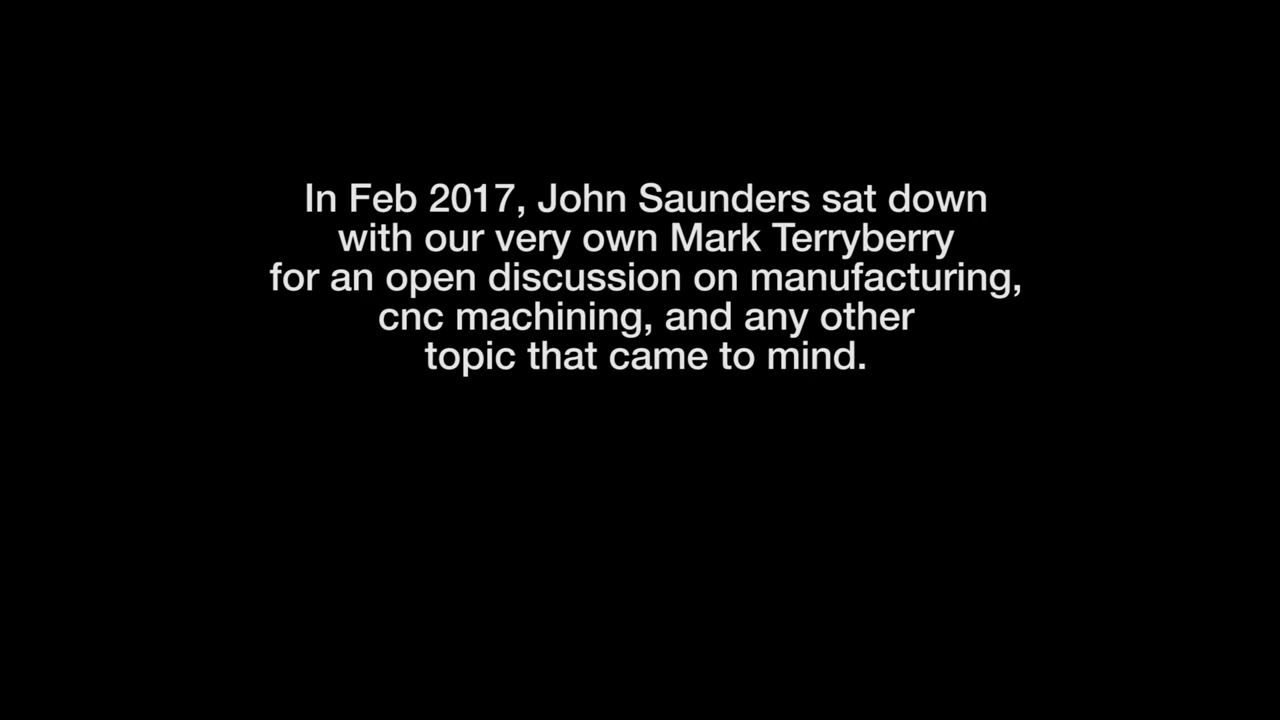 In Feb 2017, John Saunders sat down
with our very own Mark Terryberry
for an open discussion on manufacturing,
cnc machining, and any other
topic that came to mind.